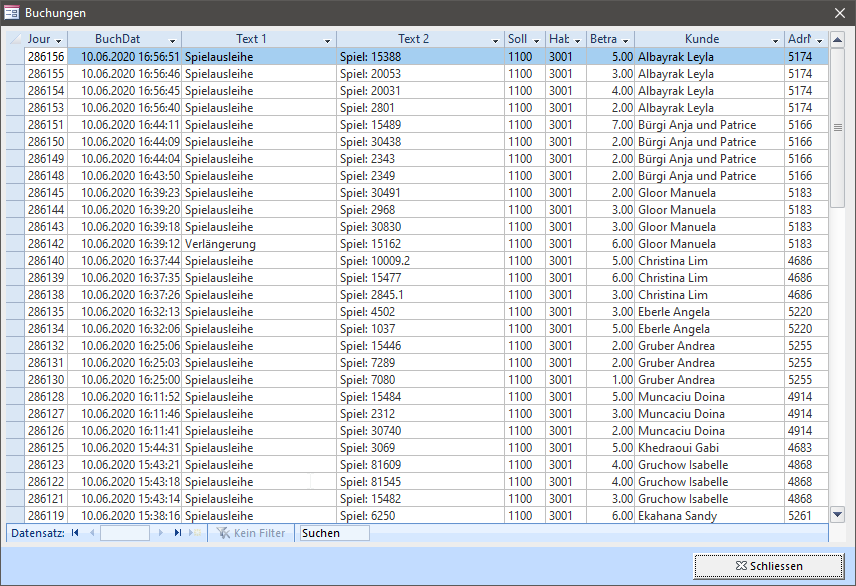 Buchungen
Jour BuchDat Text 1 Text 2 Soll Hab Betra Kunde AdrN
286156 10.06.2020 16:56:51 Spielausleihe Spiel: 15388 1100 3001 5.00 Albayrak Leyla 5174
286155 10.06.2020 16:56:46 Spielausleihe Spiel: 20053 1100 3001 3.00 Albayrak Leyla 5174
286154 10.06.2020 16:56:45 Spielausleihe Spiel: 20031 1100 3001 4.00 Albayrak Leyla 5174
286153 10.06.2020 16:56:40 Spielausleihe Spiel: 2801 1100 3001 2.00 Albayrak Leyla 5174
286151 10.06.2020 16:44:11 Spielausleihe Spiel: 15489 1100 3001 7.00 Bürgi Anja und Patrice 5166
286150 10.06.2020 16:44:09 Spielausleihe Spiel: 30438 1100 3001 2.00 Bürgi Anja und Patrice 5166
286149 10.06.2020 16:44:04 Spielausleihe Spiel: 2343 1100 3001 2.00 Bürgi Anja und Patrice 5166
286148 10.06.2020 16:43:50 Spielausleihe Spiel: 2349 1100 3001 2.00 Bürgi Anja und Patrice 5166
286145 10.06.2020 16:39:23 Spielausleihe Spiel: 30491 1100 3001 2.00 Gloor Manuela 5183
286144 10.06.2020 16:39:20 Spielausleihe Spiel: 2968 1100 3001 3.00 Gloor Manuela 5183
286143 10.06.2020 16:39:18 Spielausleihe Spiel: 30830 1100 3001 3.00 Gloor Manuela 5183
286142 10.06.2020 16:39:12 Verlängerung Spiel: 15162 1100 3001 6.00 Gloor Manuela 5183
286140 10.06.2020 16:37:44 Spielausleihe Spiel: 10009.2 1100 3001 5.00 Christina Lim 4686
286139 10.06.2020 16:37:35 Spielausleihe Spiel: 15477 1100 3001 6.00 Christina Lim 4686
286138 10.06.2020 16:37:26 Spielausleihe Spiel: 2845.1 1100 3001 3.00 Christina Lim 4686
286135 10.06.2020 16:32:13 Spielausleihe Spiel: 4502 1100 3001 3.00 Eberle Angela 5220
286134 10.06.2020 16:32:06 Spielausleihe Spiel: 1037 1100 3001 5.00 Eberle Angela 5220
286132 10.06.2020 16:25:06 Spielausleihe Spiel: 15446 1100 3001 2.00 Gruber Andrea 5255
286131 10.06.2020 16:25:03 Spielausleihe Spiel: 7289 1100 3001 2.00 Gruber Andrea 5255
286130 10.06.2020 16:25:00 Spielausleihe Spiel: 7080 1100 3001 1.00 Gruber Andrea 5255
286128 10.06.2020 16:11:52 Spielausleihe Spiel: 15484 1100 3001 5.00 Muncaciu Doina 4914
286127 10.06.2020 16:11:46 Spielausleihe Spiel: 2312 1100 3001 3.00 Muncaciu Doina 4914
286126 10.06.2020 16:11:41 Spielausleihe Spiel: 30740 1100 3001 2.00 Muncaciu Doina 4914
286125 10.06.2020 15:44:31 Spielausleihe Spiel: 3069 1100 3001 5.00 Khedraoui Gabi 4683
286123 10.06.2020 15:43:21 Spielausleihe Spiel: 81609 1100 3001 4.00 Gruchow Isabelle 4868
286122 10.06.2020 15:43:18 Spielausleihe Spiel: 81545 1100 3001 4.00 Gruchow Isabelle 4868
286121 10.06.2020 15:43:14 Spielausleihe Spiel: 15482 1100 3001 3.00 Gruchow Isabelle 4868
286119 10.06.2020 15:38:16 Spielausleihe Spiel: 6250 1100 3001 6.00 Ekahana Sandy 5261
Datensatz: Kein Filter Suchen
Schliessen